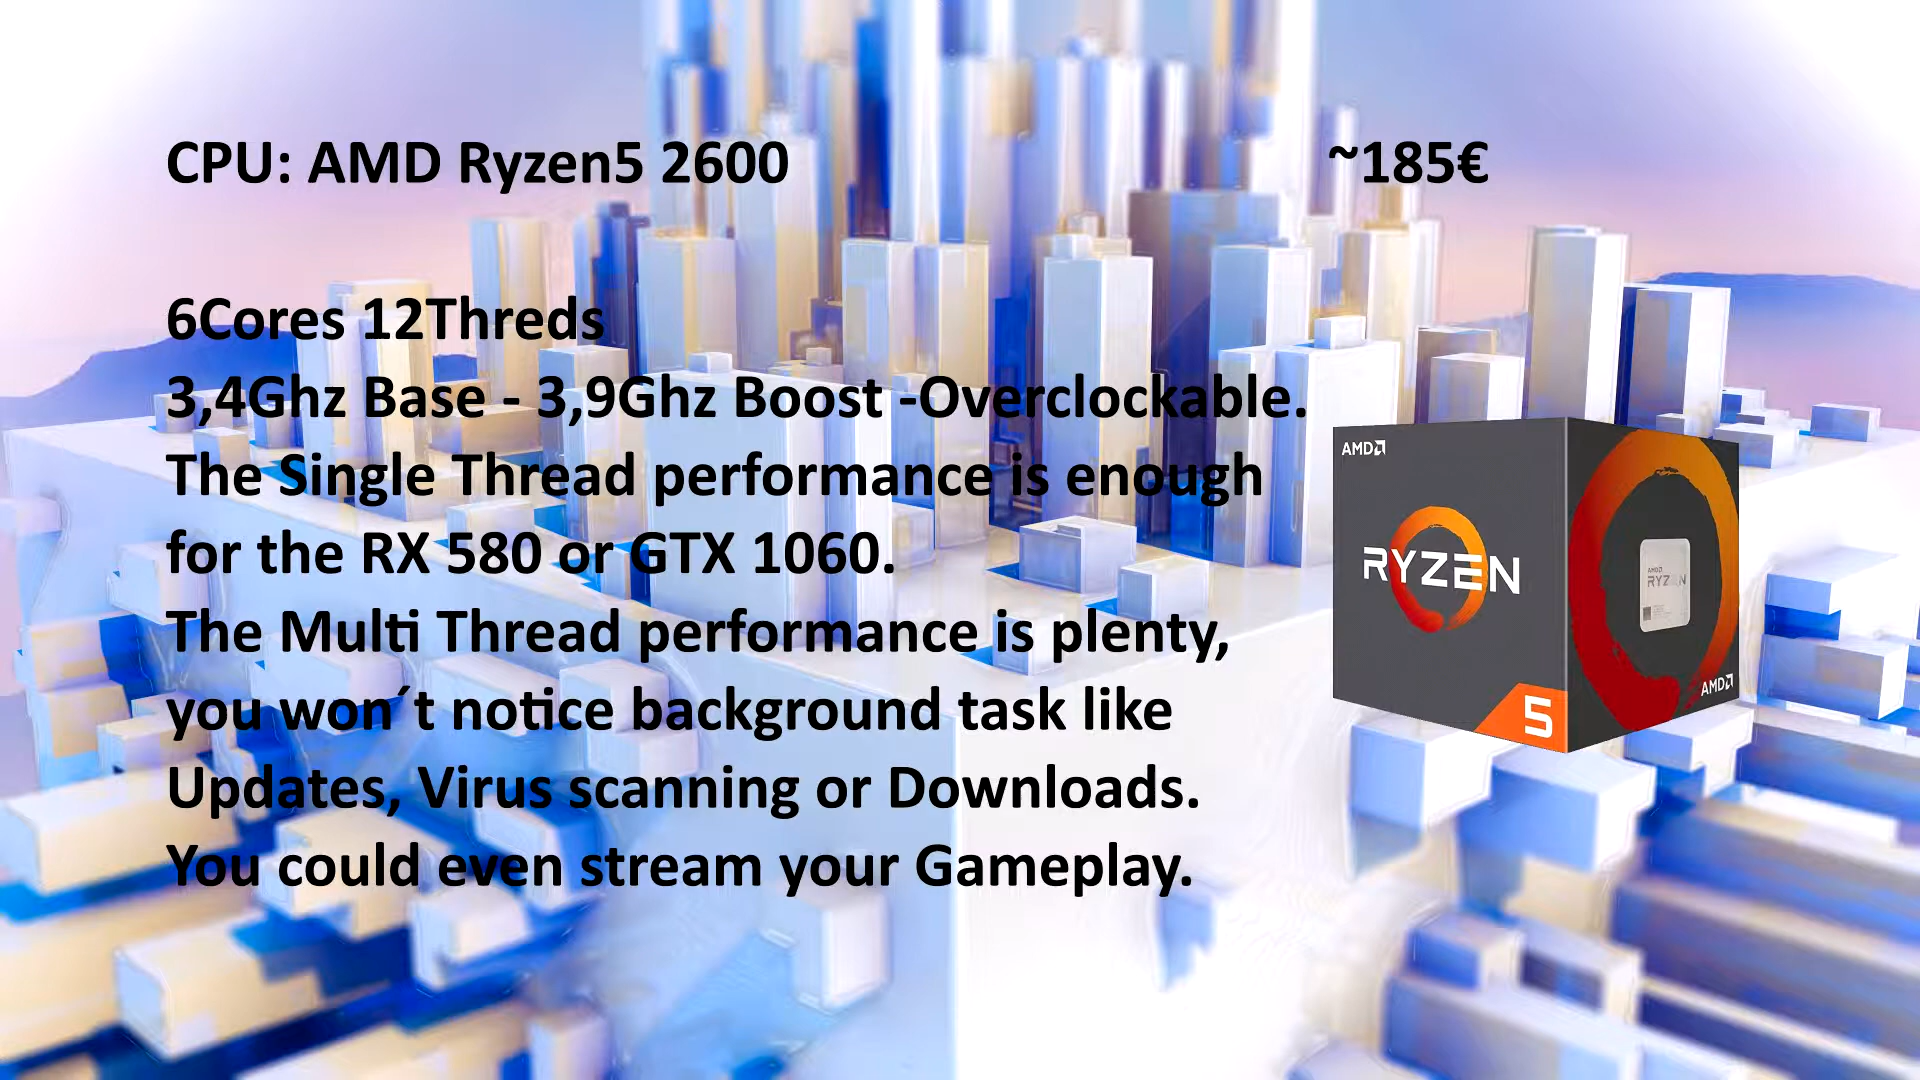 CPU: AMD Ryzen5 2600 ~185€
6Cores 12Threds
3,4Ghz Base - 3,9Ghz Boost -Overclockable.
The Single Thread performance is enough
for the RX 580 or GTX 1060.
The Multi Thread performance is plenty,
you won´t notice background task like
Updates, Virus scanning or Downloads.
You could even stream your Gameplay.
AMD
RYZEN
5
AMD
RYZEN
AMD